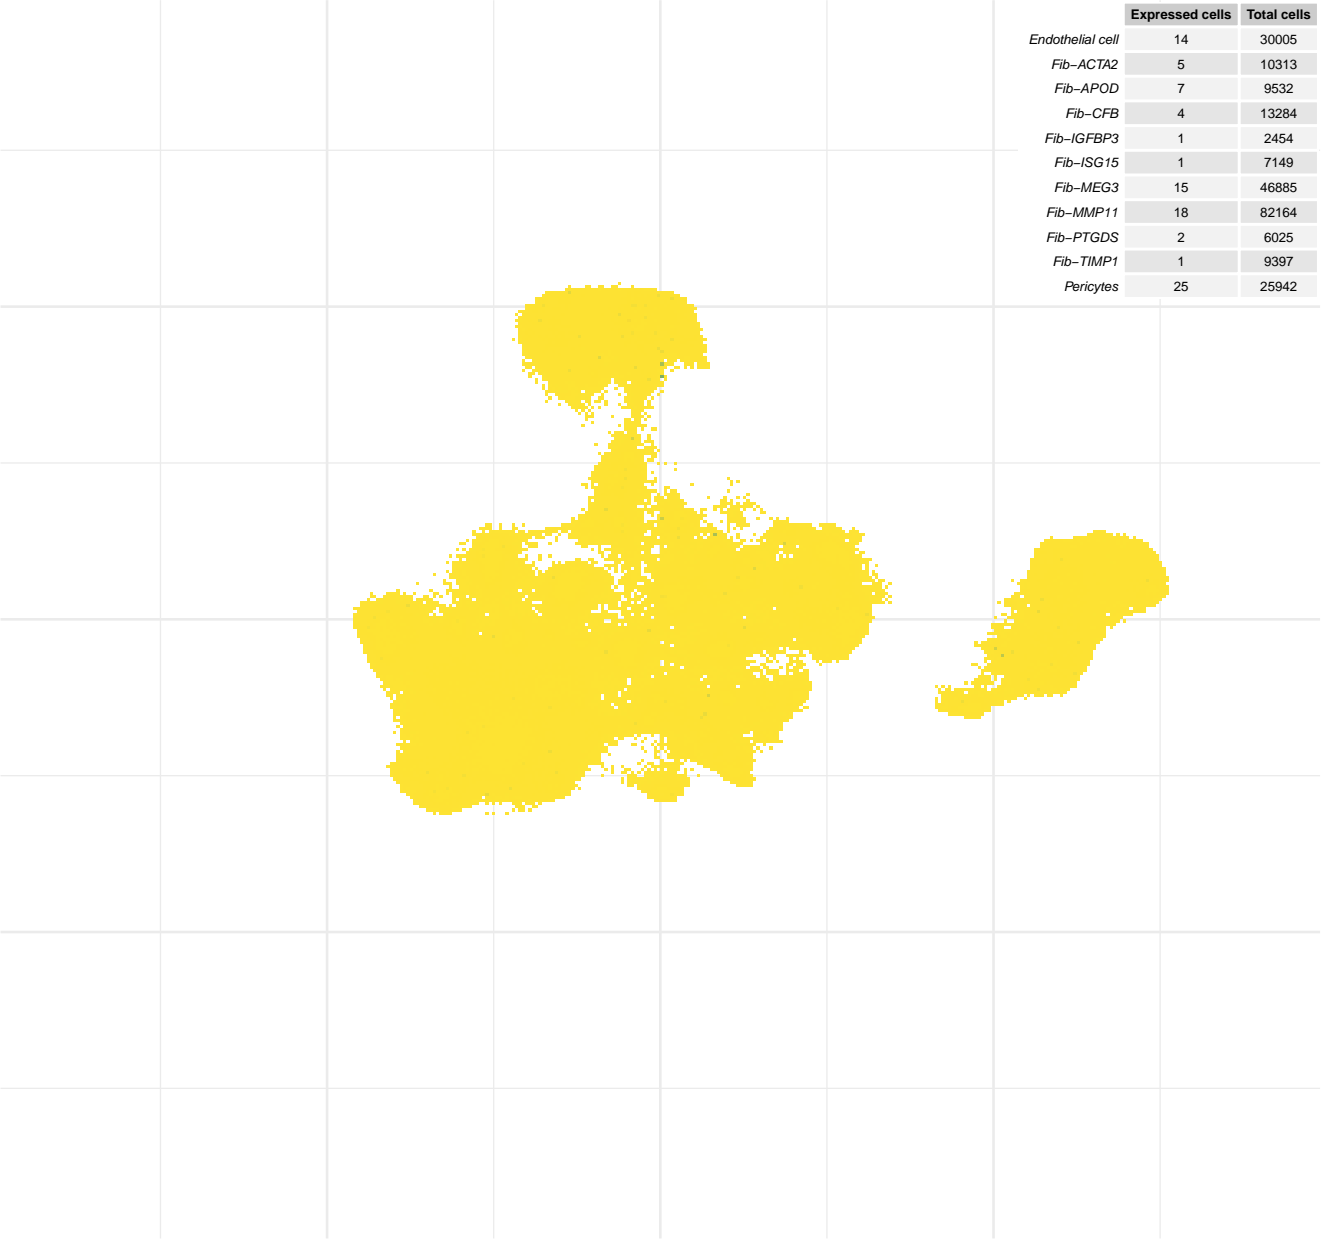 Expressed cells Total cells
Endothelial cell 14 30005
Fib−ACTA2 5 10313
Fib−APOD 7 9532
Fib−CFB 4 13284
Fib−IGFBP3 1 2454
Fib−ISG15 1 7149
Fib−MEG3 15 46885
Fib−MMP11 18 82164
Fib−PTGDS 2 6025
Fib−TIMP1 1 9397
Pericytes 25 25942